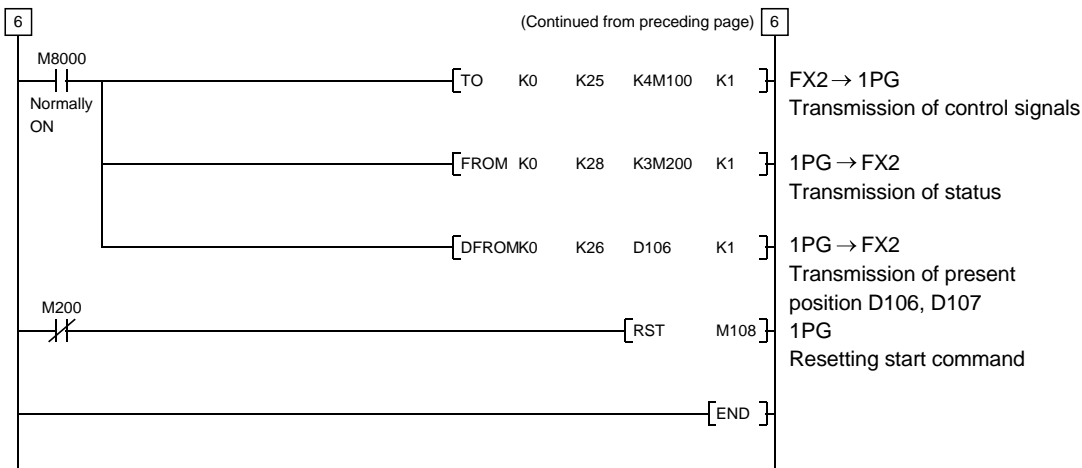 6 (Continued from preceding page) 6
M8000
Normally
ON
TO K0 K25 K4M100 K1
FX2 → 1PG
Transmission of control signals
FROM K0 K28 K3M200 K1
1PG → FX2
Transmission of status
DFROMK0 K26 D106 K1
1PG → FX2
Transmission of present
position D106, D107
M200
RST M108
1PG
Resetting start command
END